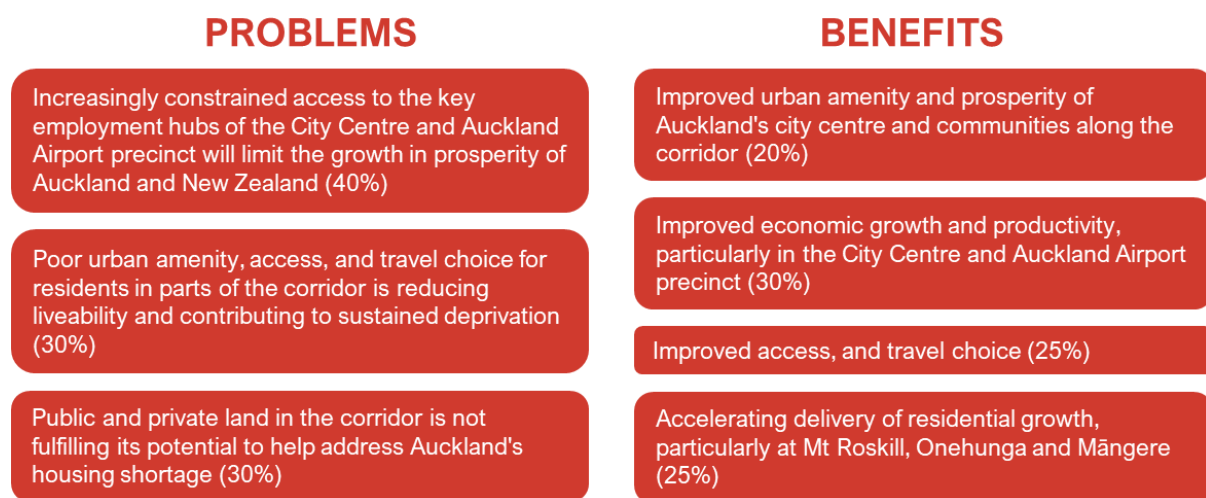 PROBLEMS
Increasingly constrained access to the key
employment hubs of the City Centre and Auckland
Airport precinct will limit the growth in prosperity of
Auckland and New Zealand (40%)
Poor urban amenity, access, and travel choice for
residents in parts of the corridor is reducing
liveability and contributing to sustained deprivation
(30%)
Public and private land in the corridor is not
fulfilling its potential to help address Auckland's
housing shortage (30%)
BENEFITS
Improved urban amenity and prosperity of
Auckland's city centre and communities along the
corridor (20%)
Improved economic growth and productivity,
particularly in the City Centre and Auckland Airport
precinct (30%)
Improved access, and travel choice (25%)
Accelerating delivery of residential growth,
particularly at Mt Roskill, Onehunga and Māngere
(25%)